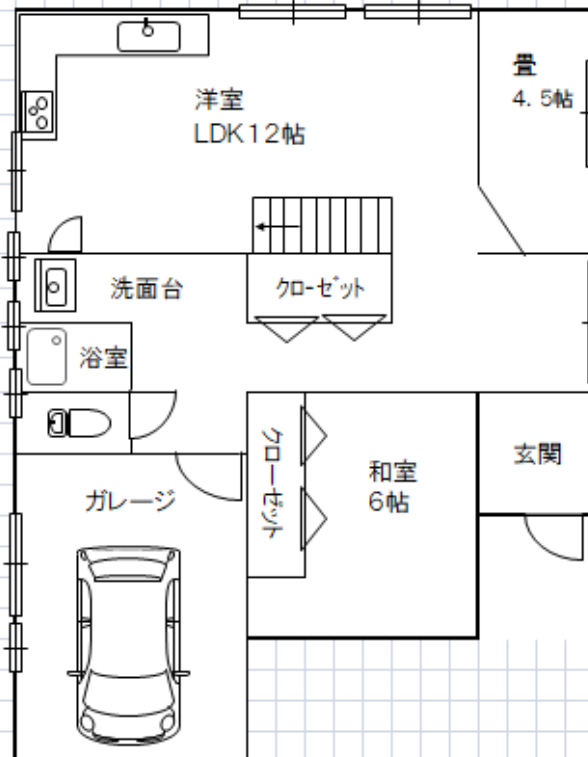 畳
4.5帖
洋室
LDK12帖
洗面台
クローゼット
浴室
クローゼット
和室
6帖
玄関
ガレージ